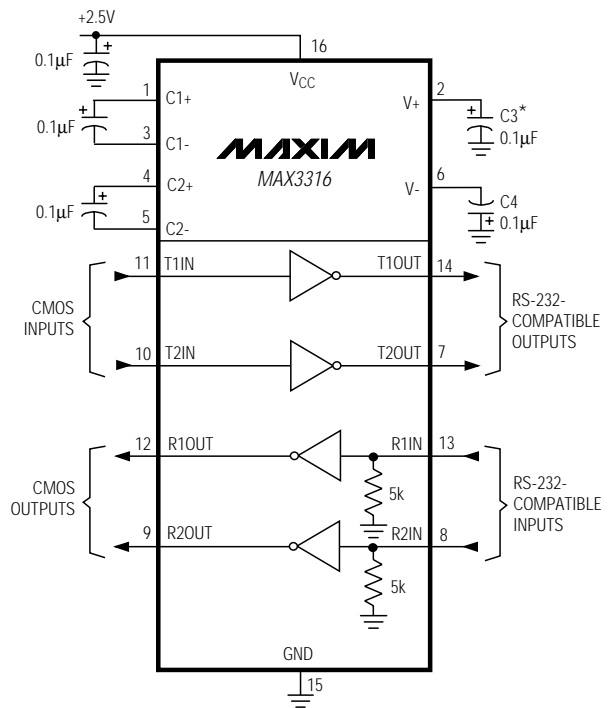 +2.5V
0.1µF
16
VCC
1
C1+
0.1µF
3
C1-
4
C2+
0.1µF
5
C2-
MAXIM
MAX3316
V+
2
C3*
0.1µF
V-
6
C4
0.1µF
CMOS
INPUTS
11
T1IN
T1OUT
14
10
T2IN
T2OUT
7
RS-232-
COMPATIBLE
OUTPUTS
CMOS
OUTPUTS
12
R1OUT
R1IN
13
5k
9
R2OUT
R2IN
8
5k
RS-232-
COMPATIBLE
INPUTS
GND
15